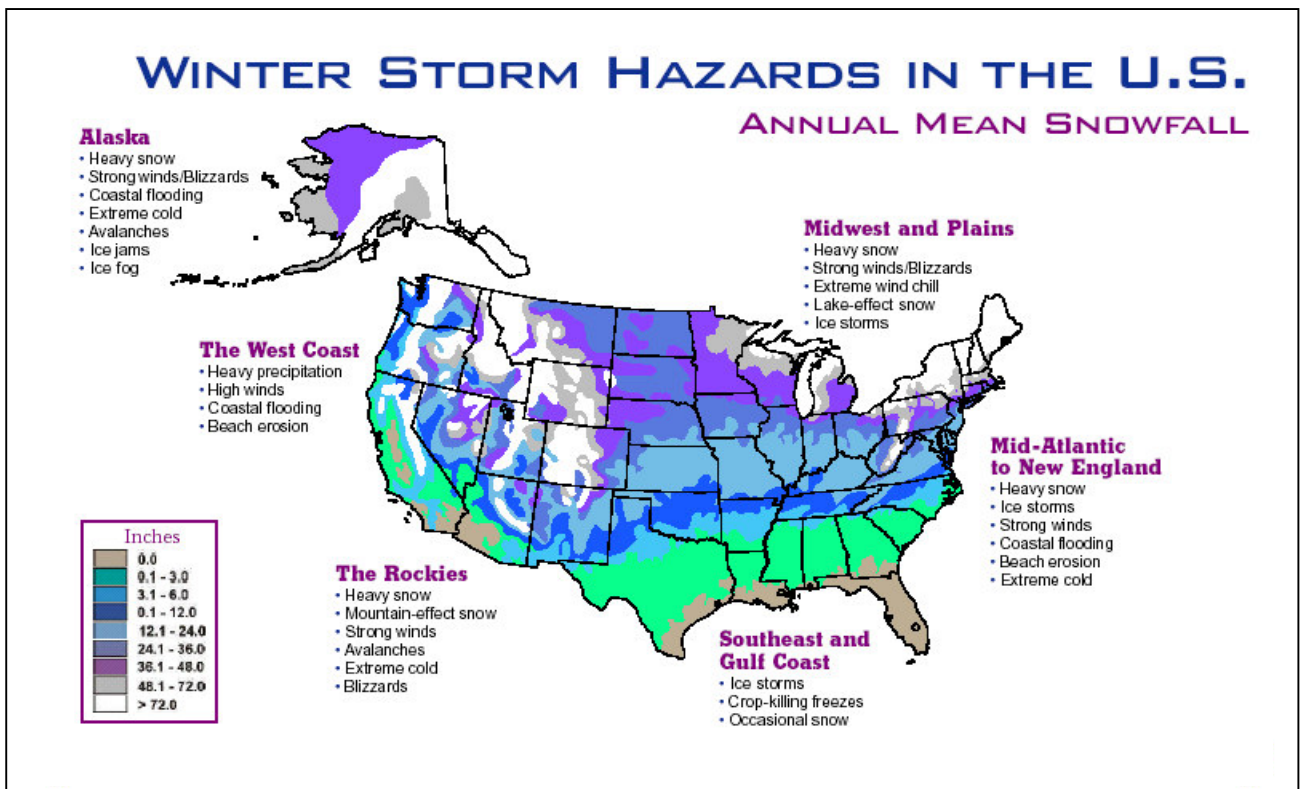 WINTER STORM HAZARDS IN THE U.S.
ANNUAL MEAN SNOWFALL
Alaska
• Heavy snow
• Strong winds/Blizzards
• Coastal flooding
• Extreme cold
• Avalanches
• Ice jams
• Ice fog
Midwest and Plains
• Heavy snow
• Strong winds/Blizzards
• Extreme wind chill
• Lake-effect snow
• Ice storms
The West Coast
• Heavy precipitation
• High winds
• Coastal flooding
• Beach erosion
Mid-Atlantic
to New England
• Heavy snow
• Ice storms
• Strong winds
• Coastal flooding
• Beach erosion
• Extreme cold
Inches
0.0
0.1 - 3.0
3.1 - 6.0
0.1 - 12.0
12.1 - 24.0
24.1 - 36.0
36.1 - 48.0
48.1 - 72.0
> 72.0
The Rockies
• Heavy snow
• Mountain-effect snow
• Strong winds
• Avalanches
• Extreme cold
• Blizzards
Southeast and
Gulf Coast
• Ice storms
• Crop-killing freezes
• Occasional snow